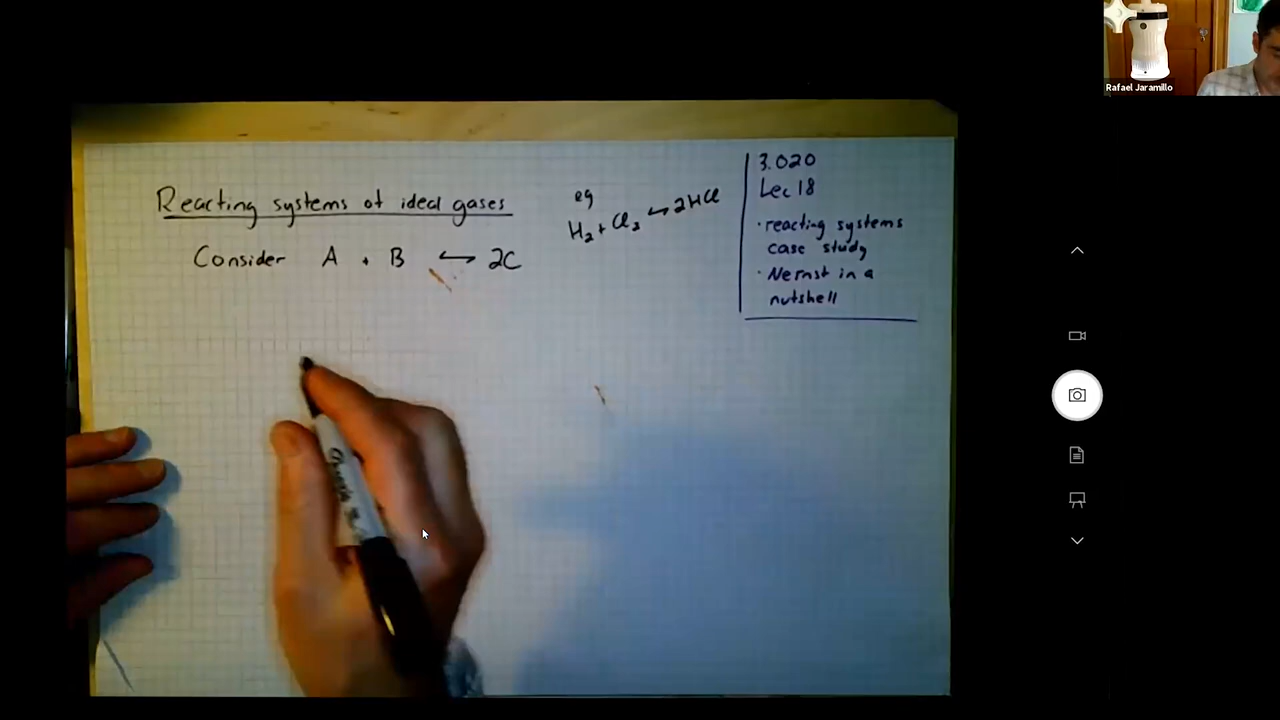 Rafael Jaramillo
3.020
Lec 18
Reacting systems of ideal gases
eg
H₂ + Cl₂ ↔ 2HCl
· reacting systems
case study
Consider A + B ↔ 2C
· Nernst in a
nutshell
Sharpie